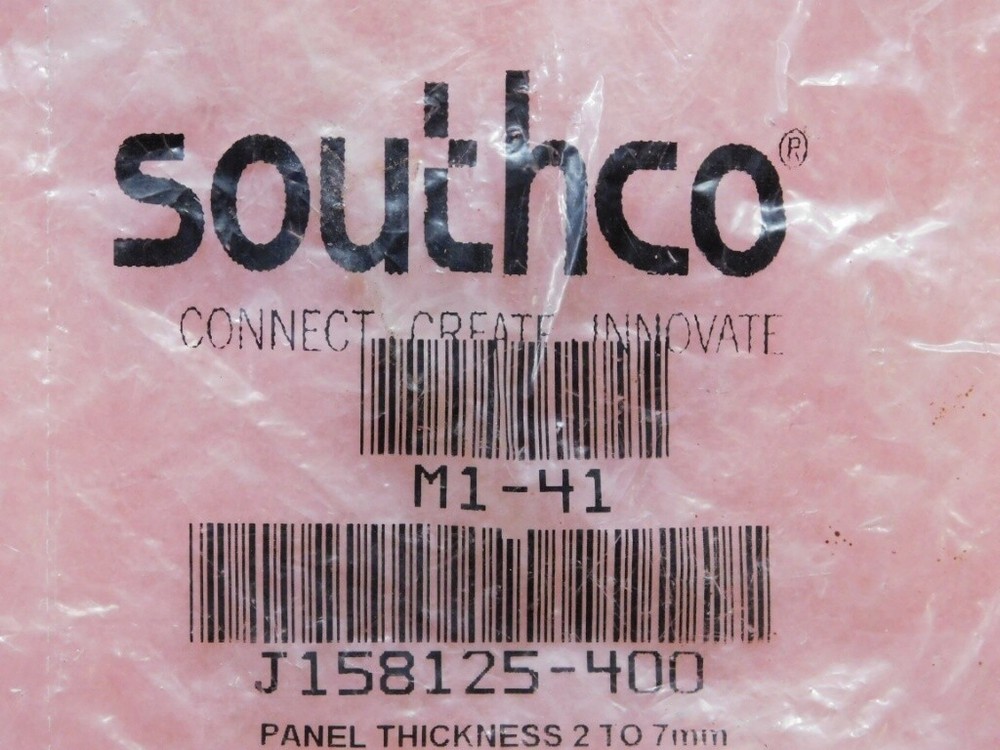 southco®
CONNECT CREATE INNOVATE
M1-41
J158125-400
PANEL THICKNESS 2 TO 7mm